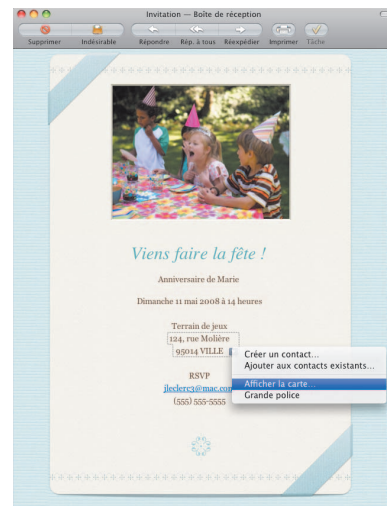 Invitation — Boîte de réception
Supprimer Indésirable Répondre Rép. à tous Réexpédier Imprimer Tâche
Viens faire la fête !
Anniversaire de Marie
Dimanche 11 mai 2008 à 14 heures
Terrain de jeux
124, rue Molière
95014 VILLE
Créer un contact...
Ajouter aux contacts existants...
Afficher la carte...
Grande police
RSVP
jleclerc3@mac.com
(555) 555-5555